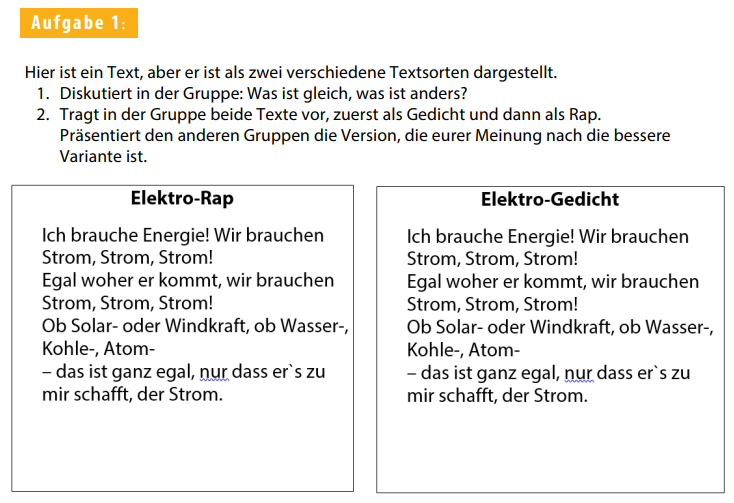 Aufgabe 1:
Hier ist ein Text, aber er ist als zwei verschiedene Textsorten dargestellt.
1. Diskutiert in der Gruppe: Was ist gleich, was ist anders?
2. Tragt in der Gruppe beide Texte vor, zuerst als Gedicht und dann als Rap.
Präsentiert den anderen Gruppen die Version, die eurer Meinung nach die bessere
Variante ist.
Elektro-Rap
Ich brauche Energie! Wir brauchen
Strom, Strom, Strom!
Egal woher er kommt, wir brauchen
Strom, Strom, Strom!
Ob Solar- oder Windkraft, ob Wasser-,
Kohle-, Atom-
– das ist ganz egal, nur dass er`s zu
mir schafft, der Strom.
Elektro-Gedicht
Ich brauche Energie! Wir brauchen
Strom, Strom, Strom!
Egal woher er kommt, wir brauchen
Strom, Strom, Strom!
Ob Solar- oder Windkraft, ob Wasser-,
Kohle-, Atom-
– das ist ganz egal, nur dass er`s zu
mir schafft, der Strom.